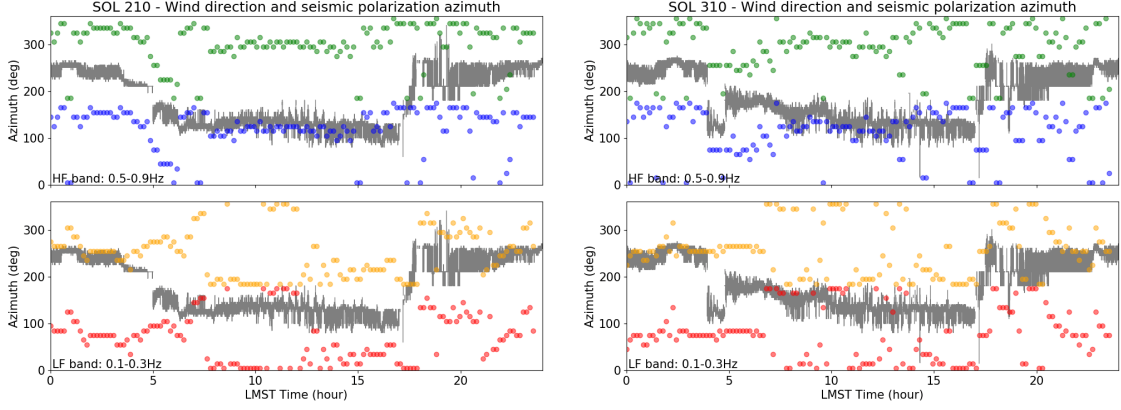 SOL 210 - Wind direction and seismic polarization azimuth
300
200
100
0
Azimuth (deg)
HF band: 0.5-0.9Hz
300
200
100
0
Azimuth (deg)
LF band: 0.1-0.3Hz
0 5 10 15 20
LMST Time (hour)
SOL 310 - Wind direction and seismic polarization azimuth
300
200
100
0
Azimuth (deg)
HF band: 0.5-0.9Hz
300
200
100
0
Azimuth (deg)
LF band: 0.1-0.3Hz
0 5 10 15 20
LMST Time (hour)